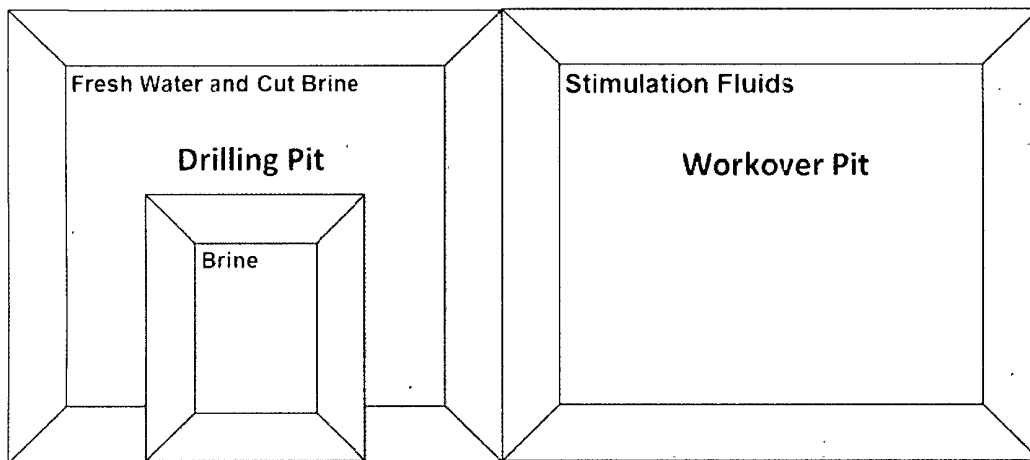 Fresh Water and Cut Brine
Drilling Pit
Brine
Stimulation Fluids
Workover Pit